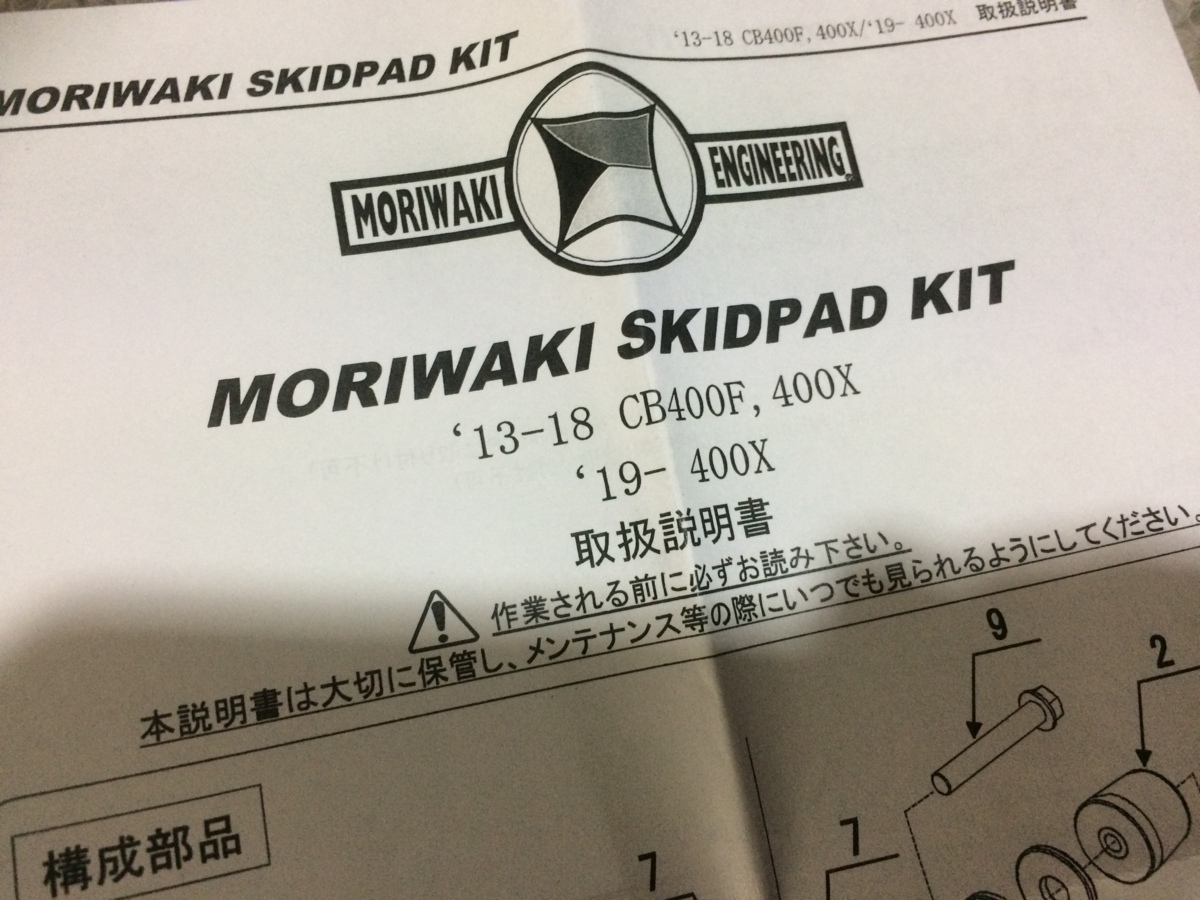 MORIWAKI SKIDPAD KIT
‘13-18 CB400F, 400X/‘19- 400X 取扱説明書
MORIWAKI ENGINEERING®
MORIWAKI SKIDPAD KIT
‘13-18 CB400F, 400X
‘19- 400X
取扱説明書
作業される前に必ずお読み下さい。
本説明書は大切に保管し、メンテナンス等の際にいつでも見られるようにしてください。
9
2
構成部品
7
7